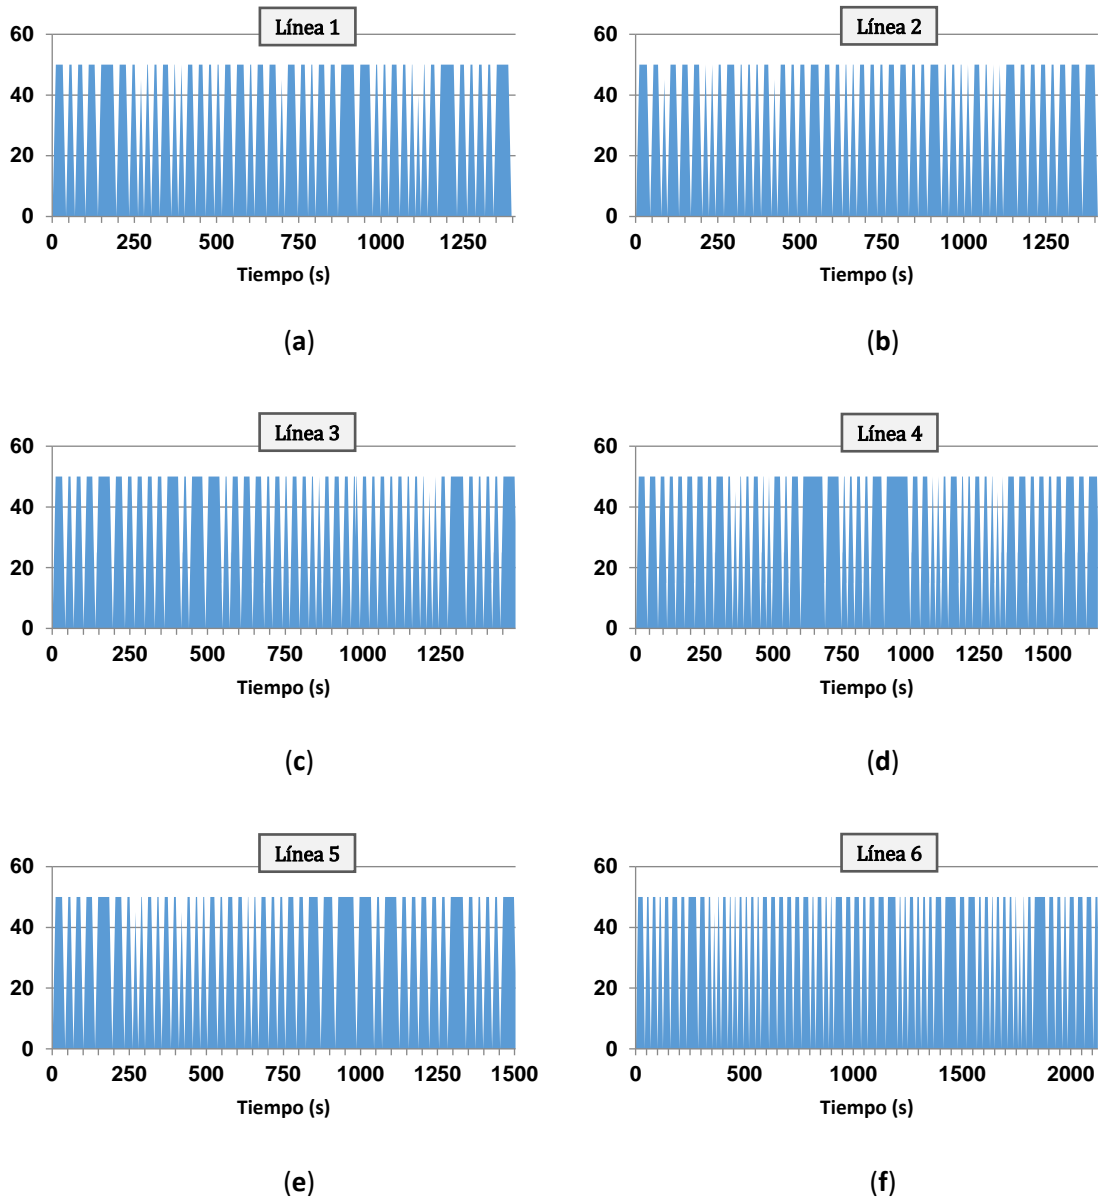 Línea 1
60
40
20
0
0 250 500 750 1000 1250
Tiempo (s)
(a)
Línea 2
60
40
20
0
0 250 500 750 1000 1250
Tiempo (s)
(b)
Línea 3
60
40
20
0
0 250 500 750 1000 1250
Tiempo (s)
(c)
Línea 4
60
40
20
0
0 250 500 750 1000 1250 1500
Tiempo (s)
(d)
Línea 5
60
40
20
0
0 250 500 750 1000 1250 1500
Tiempo (s)
(e)
Línea 6
60
40
20
0
0 500 1000 1500 2000
Tiempo (s)
(f)